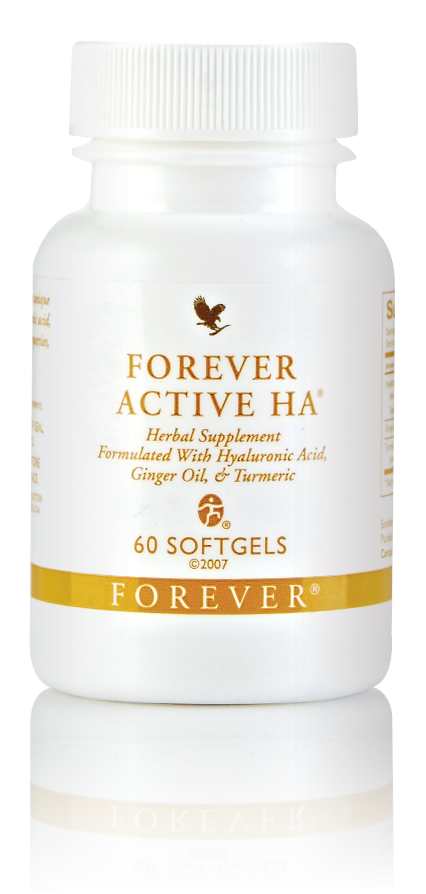 FOREVER
ACTIVE HA®
Herbal Supplement
Formulated With Hyaluronic Acid,
Ginger Oil, & Turmeric
®
60 SOFTGELS
©2007
FOREVER®